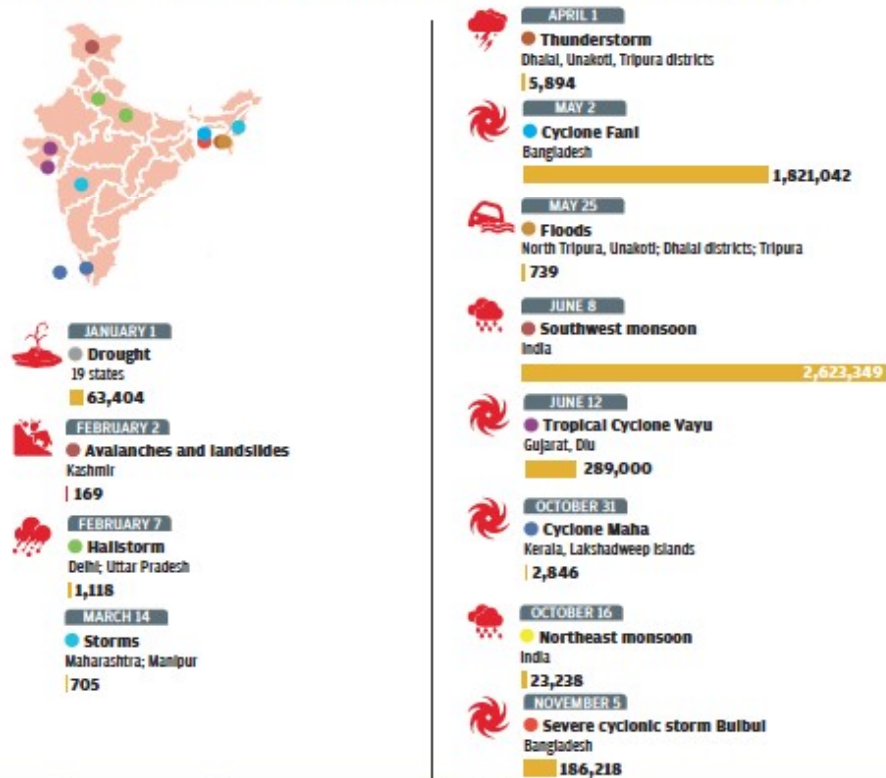 JANUARY 1
Drought
19 states
63,404
FEBRUARY 2
Avalanches and landslides
Kashmir
169
FEBRUARY 7
Hailstorm
Delhi; Uttar Pradesh
1,118
MARCH 14
Storms
Maharashtra; Manipur
705
APRIL 1
Thunderstorm
Dhalai, Unakoti, Tripura districts
5,894
MAY 2
Cyclone Fani
Bangladesh
1,821,042
MAY 25
Floods
North Tripura, Unakoti; Dhalai districts; Tripura
739
JUNE 8
Southwest monsoon
India
2,623,349
JUNE 12
Tropical Cyclone Vayu
Gujarat, Diu
289,000
OCTOBER 31
Cyclone Maha
Kerala, Lakshadweep Islands
2,846
OCTOBER 16
Northeast monsoon
India
23,238
NOVEMBER 5
Severe cyclonic storm Bulbul
Bangladesh
186,218